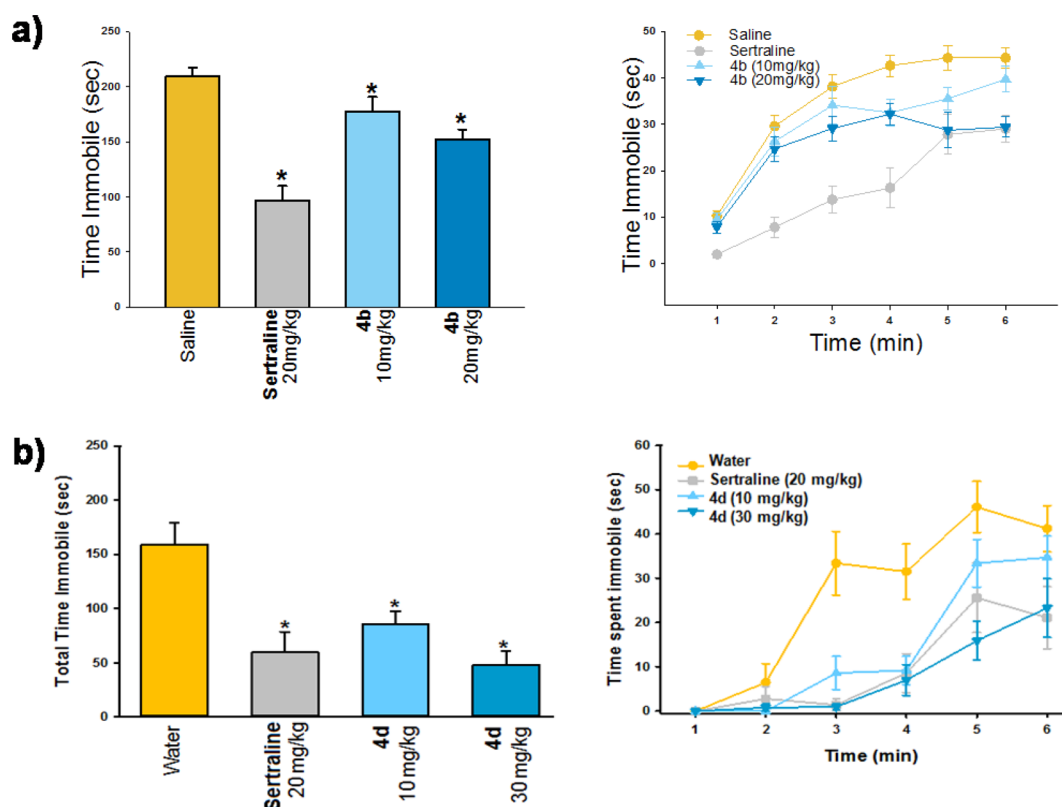 a)
Time Immobile (sec)
250
200
150
100
50
0
*
*
*
Saline
Sertraline
20mg/kg
4b
10mg/kg
4b
20mg/kg
Saline
Sertraline
4b (10mg/kg)
4b (20mg/kg)
Time Immobile (sec)
50
40
30
20
10
0
1 2 3 4 5 6
Time (min)
b)
Total Time Immobile (sec)
250
200
150
100
50
0
*
*
*
Water
Sertraline
20mg/kg
4d
10mg/kg
4d
30mg/kg
Water
Sertraline (20 mg/kg)
4d (10 mg/kg)
4d (30 mg/kg)
Time spent immobile (sec)
60
50
40
30
20
10
0
1 2 3 4 5 6
Time (min)